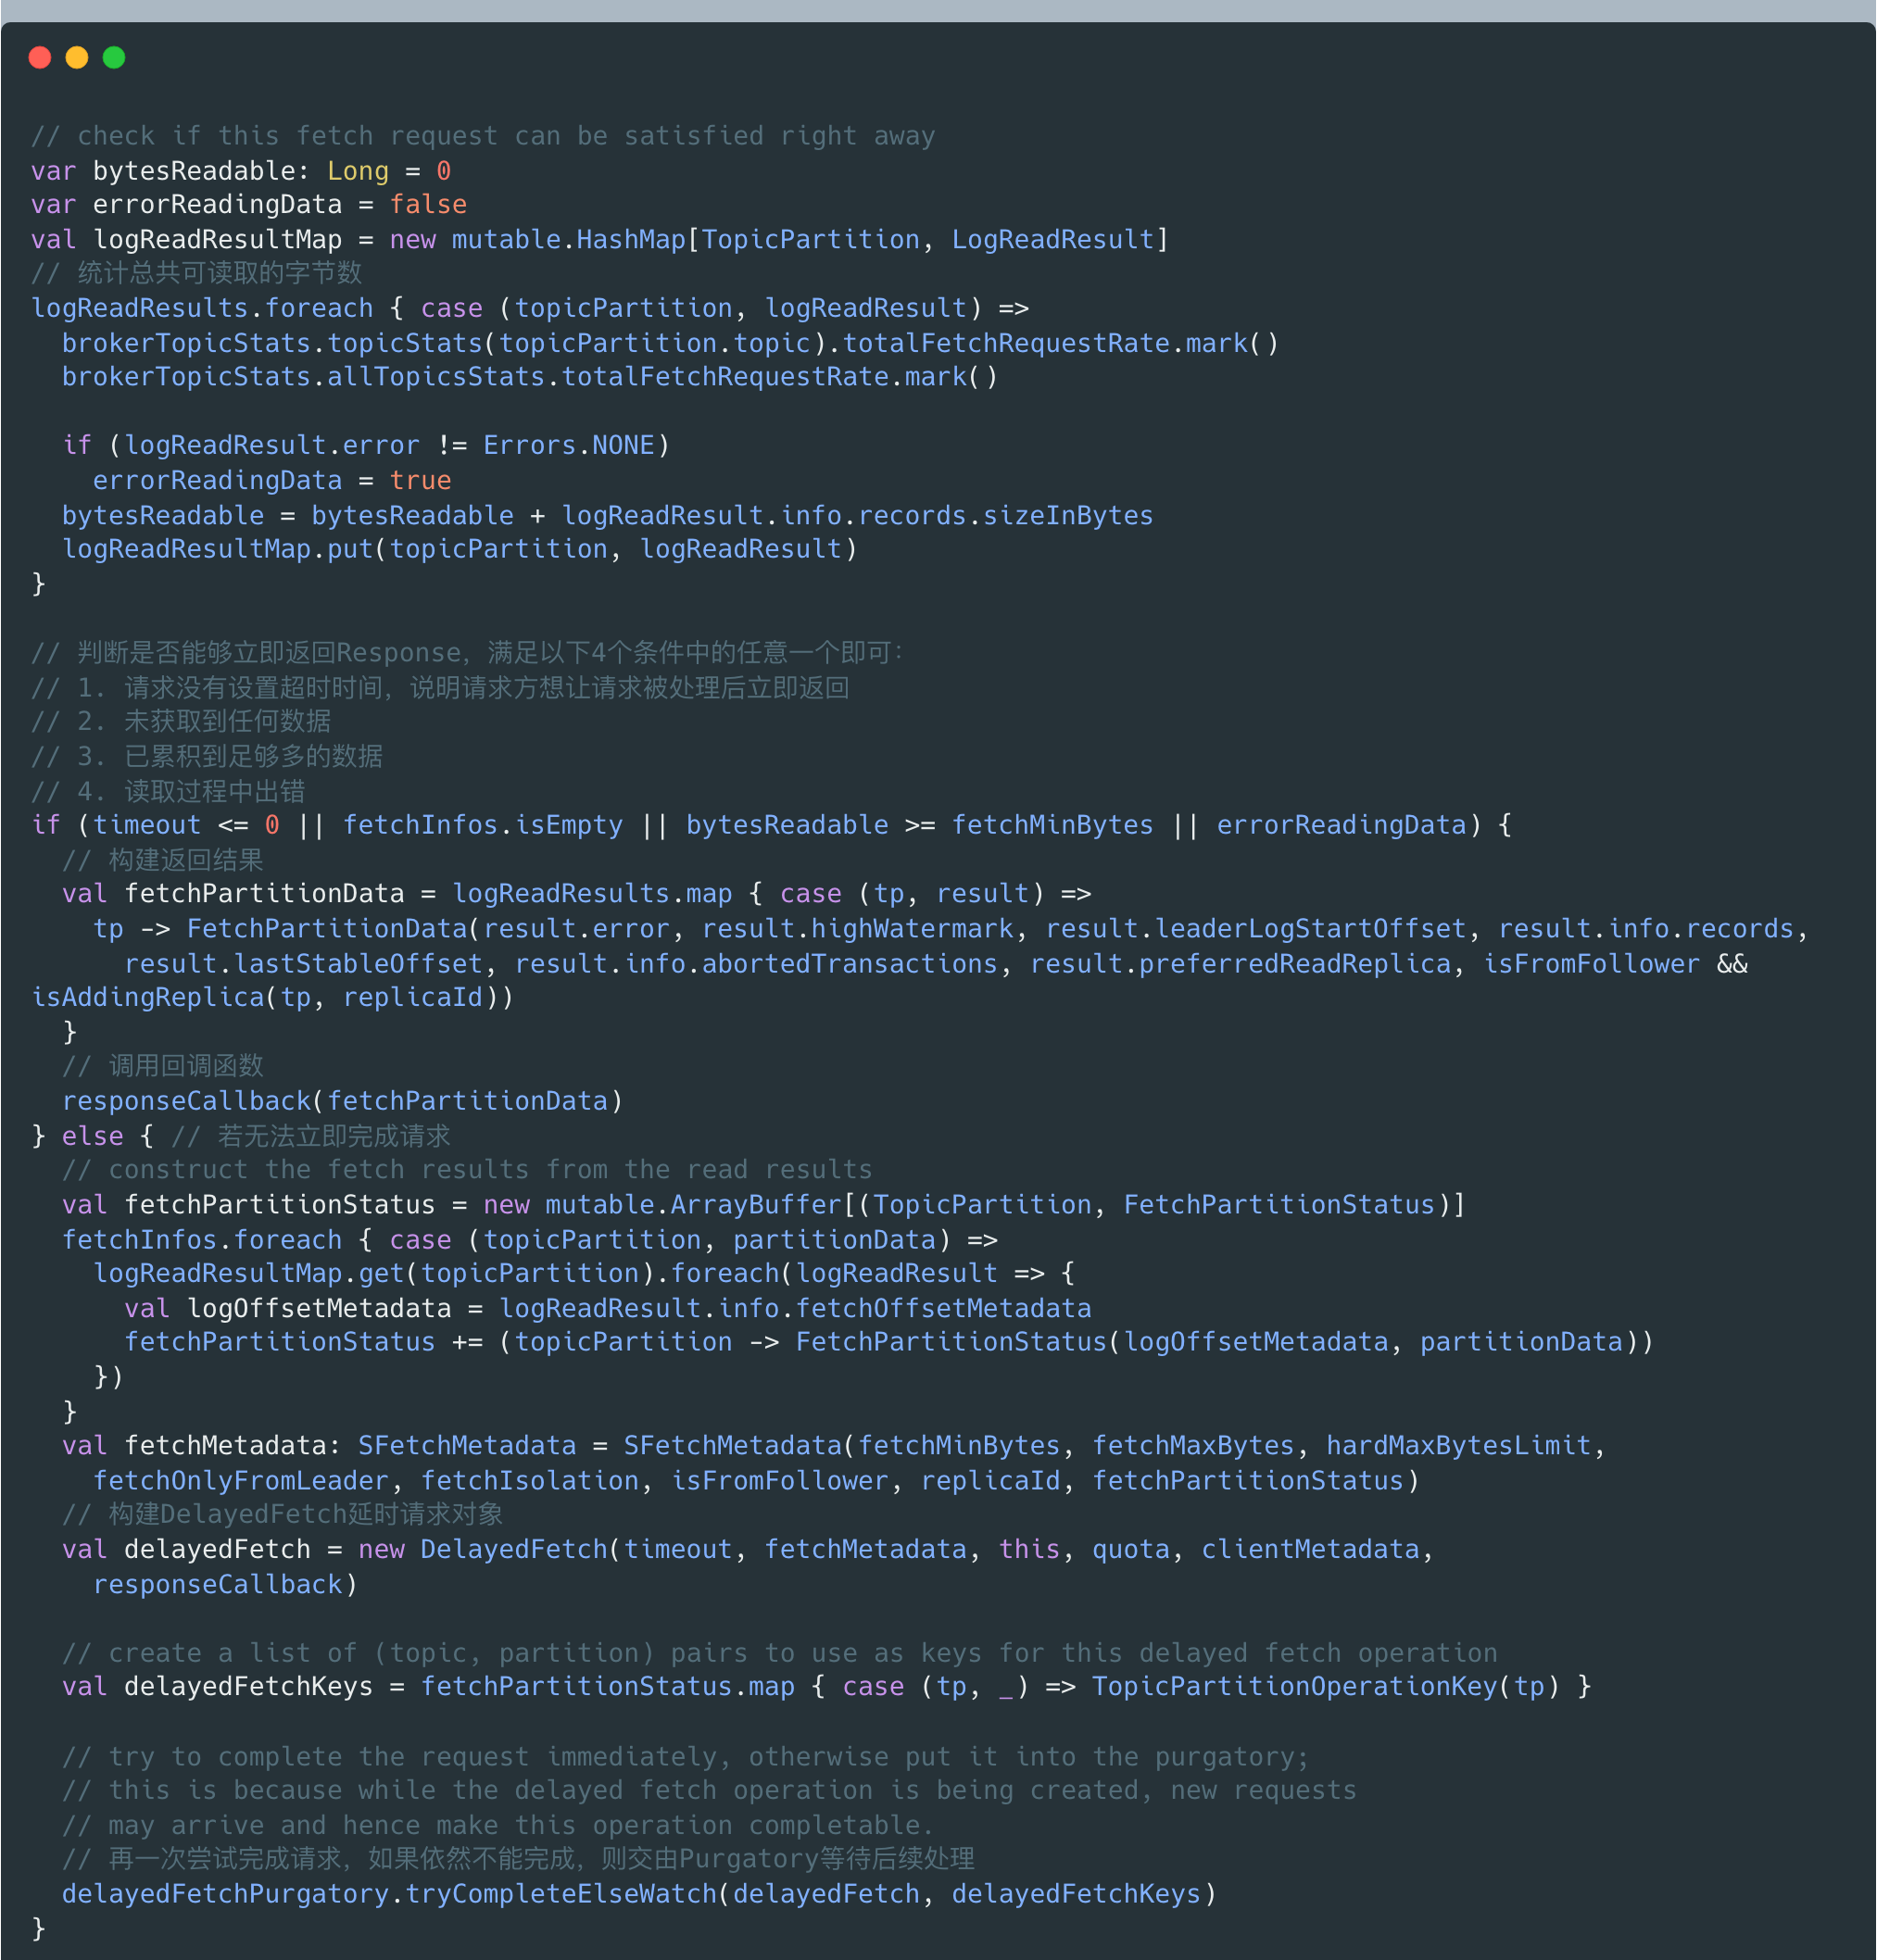 // check if this fetch request can be satisfied right away
var bytesReadable: Long = 0
var errorReadingData = false
val logReadResultMap = new mutable.HashMap[TopicPartition, LogReadResult]
// 统计总共可读取的字节数
logReadResults.foreach { case (topicPartition, logReadResult) =>
  brokerTopicStats.topicStats(topicPartition.topic).totalFetchRequestRate.mark()
  brokerTopicStats.allTopicsStats.totalFetchRequestRate.mark()

  if (logReadResult.error != Errors.NONE)
    errorReadingData = true
  bytesReadable = bytesReadable + logReadResult.info.records.sizeInBytes
  logReadResultMap.put(topicPartition, logReadResult)
}

// 判断是否能够立即返回Response，满足以下4个条件中的任意一个即可：
// 1. 请求没有设置超时时间，说明请求方想让请求被处理后立即返回
// 2. 未获取到任何数据
// 3. 已累积到足够多的数据
// 4. 读取过程中出错
if (timeout <= 0 || fetchInfos.isEmpty || bytesReadable >= fetchMinBytes || errorReadingData) {
  // 构建返回结果
  val fetchPartitionData = logReadResults.map { case (tp, result) =>
    tp -> FetchPartitionData(result.error, result.highWatermark, result.leaderLogStartOffset, result.info.records,
      result.lastStableOffset, result.info.abortedTransactions, result.preferredReadReplica, isFromFollower &&
isAddingReplica(tp, replicaId))
  }
  // 调用回调函数
  responseCallback(fetchPartitionData)
} else { // 若无法立即完成请求
  // construct the fetch results from the read results
  val fetchPartitionStatus = new mutable.ArrayBuffer[(TopicPartition, FetchPartitionStatus)]
  fetchInfos.foreach { case (topicPartition, partitionData) =>
    logReadResultMap.get(topicPartition).foreach(logReadResult => {
      val logOffsetMetadata = logReadResult.info.fetchOffsetMetadata
      fetchPartitionStatus += (topicPartition -> FetchPartitionStatus(logOffsetMetadata, partitionData))
    })
  }
  val fetchMetadata: SFetchMetadata = SFetchMetadata(fetchMinBytes, fetchMaxBytes, hardMaxBytesLimit,
    fetchOnlyFromLeader, fetchIsolation, isFromFollower, replicaId, fetchPartitionStatus)
  // 构建DelayedFetch延时请求对象
  val delayedFetch = new DelayedFetch(timeout, fetchMetadata, this, quota, clientMetadata,
    responseCallback)

  // create a list of (topic, partition) pairs to use as keys for this delayed fetch operation
  val delayedFetchKeys = fetchPartitionStatus.map { case (tp, _) => TopicPartitionOperationKey(tp) }

  // try to complete the request immediately, otherwise put it into the purgatory;
  // this is because while the delayed fetch operation is being created, new requests
  // may arrive and hence make this operation completable.
  // 再一次尝试完成请求，如果依然不能完成，则交由Purgatory等待后续处理
  delayedFetchPurgatory.tryCompleteElseWatch(delayedFetch, delayedFetchKeys)
}